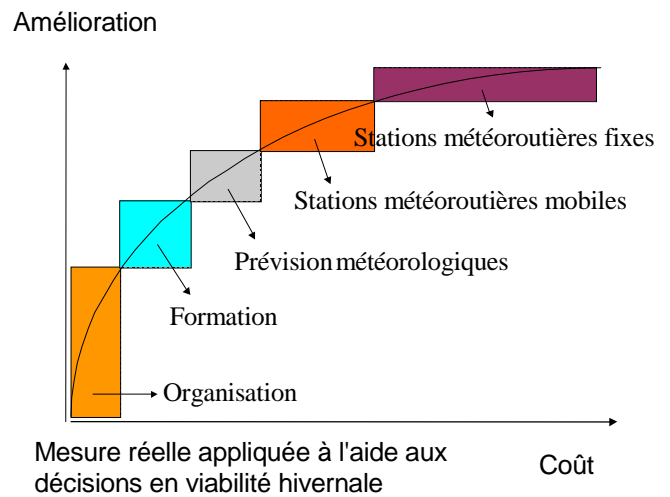 Amélioration
Stations météoroutières fixes
Stations météoroutières mobiles
Prévision météorologiques
Formation
Organisation
Mesure réelle appliquée à l'aide aux
décisions en viabilité hivernale
Coût